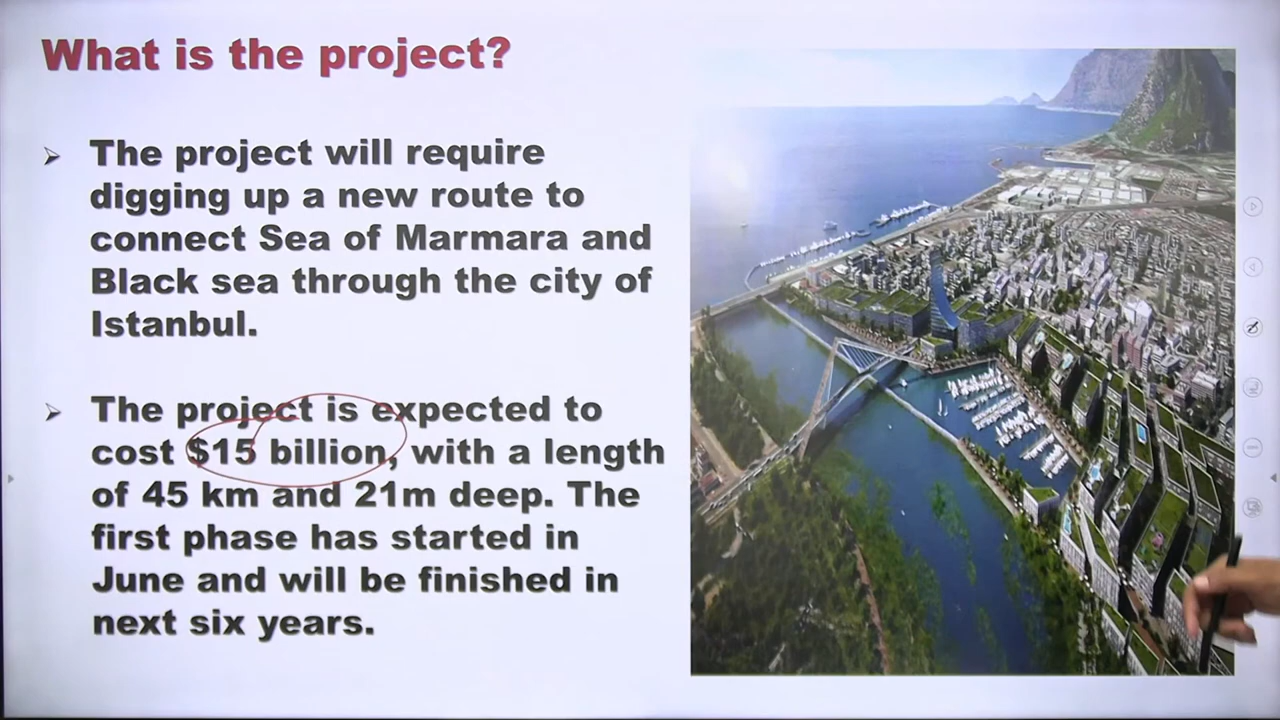 What is the project?
The project will require
digging up a new route to
connect Sea of Marmara and
Black sea through the city of
Istanbul.
The project is expected to
cost $15 billion, with a length
of 45 km and 21m deep. The
first phase has started in
June and will be finished in
next six years.